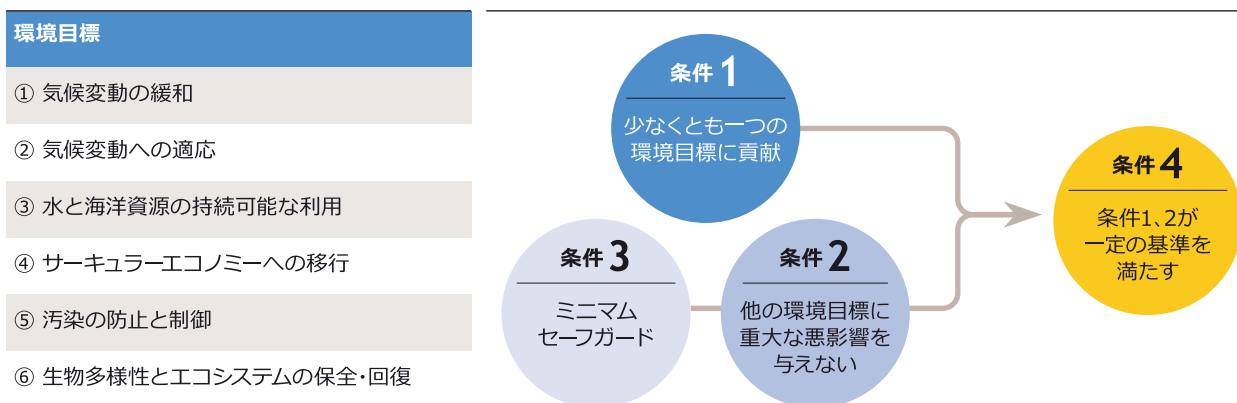 環境目標
① 気候変動の緩和
② 気候変動への適応
③ 水と海洋資源の持続可能な利用
④ サーキュラーエコノミーへの移行
⑤ 汚染の防止と制御
⑥ 生物多様性とエコシステムの保全・回復
条件1
少なくとも一つの
環境目標に貢献
条件3
ミニマム
セーフガード
条件2
他の環境目標に
重大な悪影響を
与えない
条件4
条件1、2が
一定の基準を
満たす